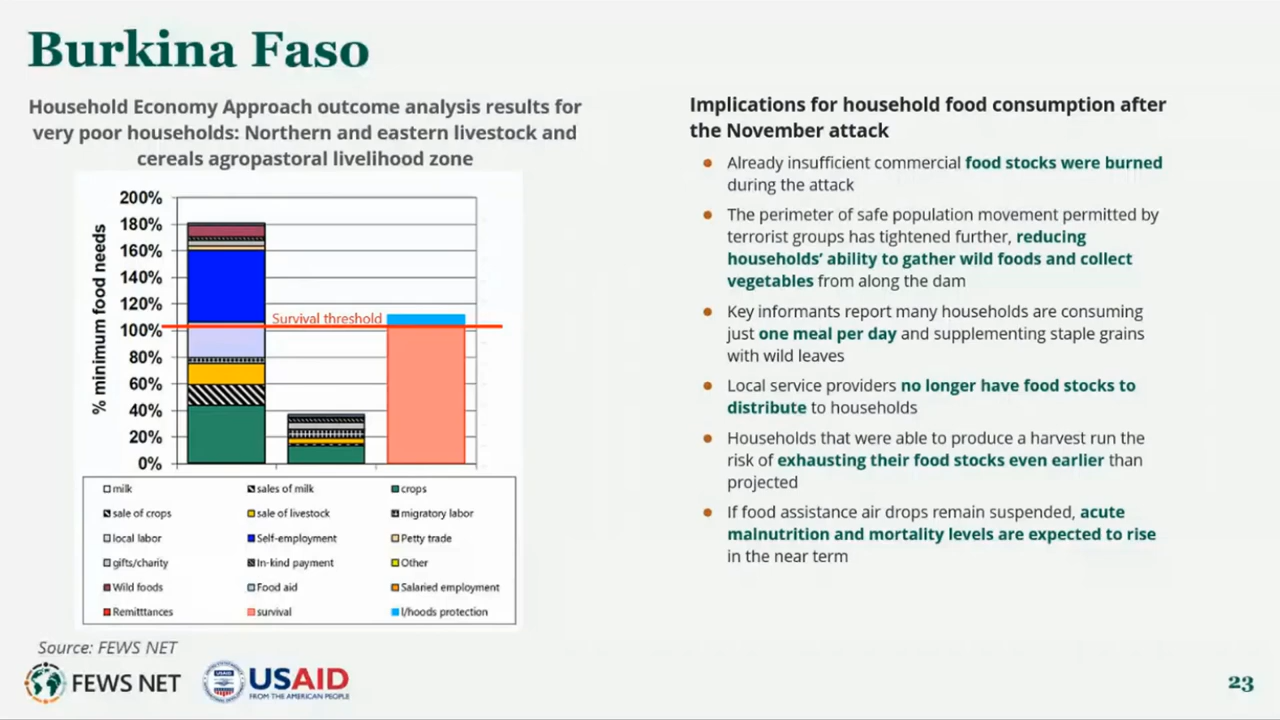 Burkina Faso
Household Economy Approach outcome analysis results for
very poor households: Northern and eastern livestock and
cereals agropastoral livelihood zone
% minimum food needs
200%
180%
160%
140%
120%
100%
80%
60%
40%
20%
0%
Survival threshold
milk
sales of milk
crops
sale of crops
sale of livestock
migratory labor
local labor
Self-employment
Petty trade
gifts/charity
In-kind payment
Other
Wild foods
Food aid
Salaried employment
Remitttances
survival
l/hoods protection
Source: FEWS NET
FEWS NET
USAID
USAID
FROM THE AMERICAN PEOPLE
Implications for household food consumption after
the November attack
Already insufficient commercial food stocks were burned
during the attack
The perimeter of safe population movement permitted by
terrorist groups has tightened further, reducing
households' ability to gather wild foods and collect
vegetables from along the dam
Key informants report many households are consuming
just one meal per day and supplementing staple grains
with wild leaves
Local service providers no longer have food stocks to
distribute to households
Households that were able to produce a harvest run the
risk of exhausting their food stocks even earlier than
projected
If food assistance air drops remain suspended, acute
malnutrition and mortality levels are expected to rise
in the near term
23